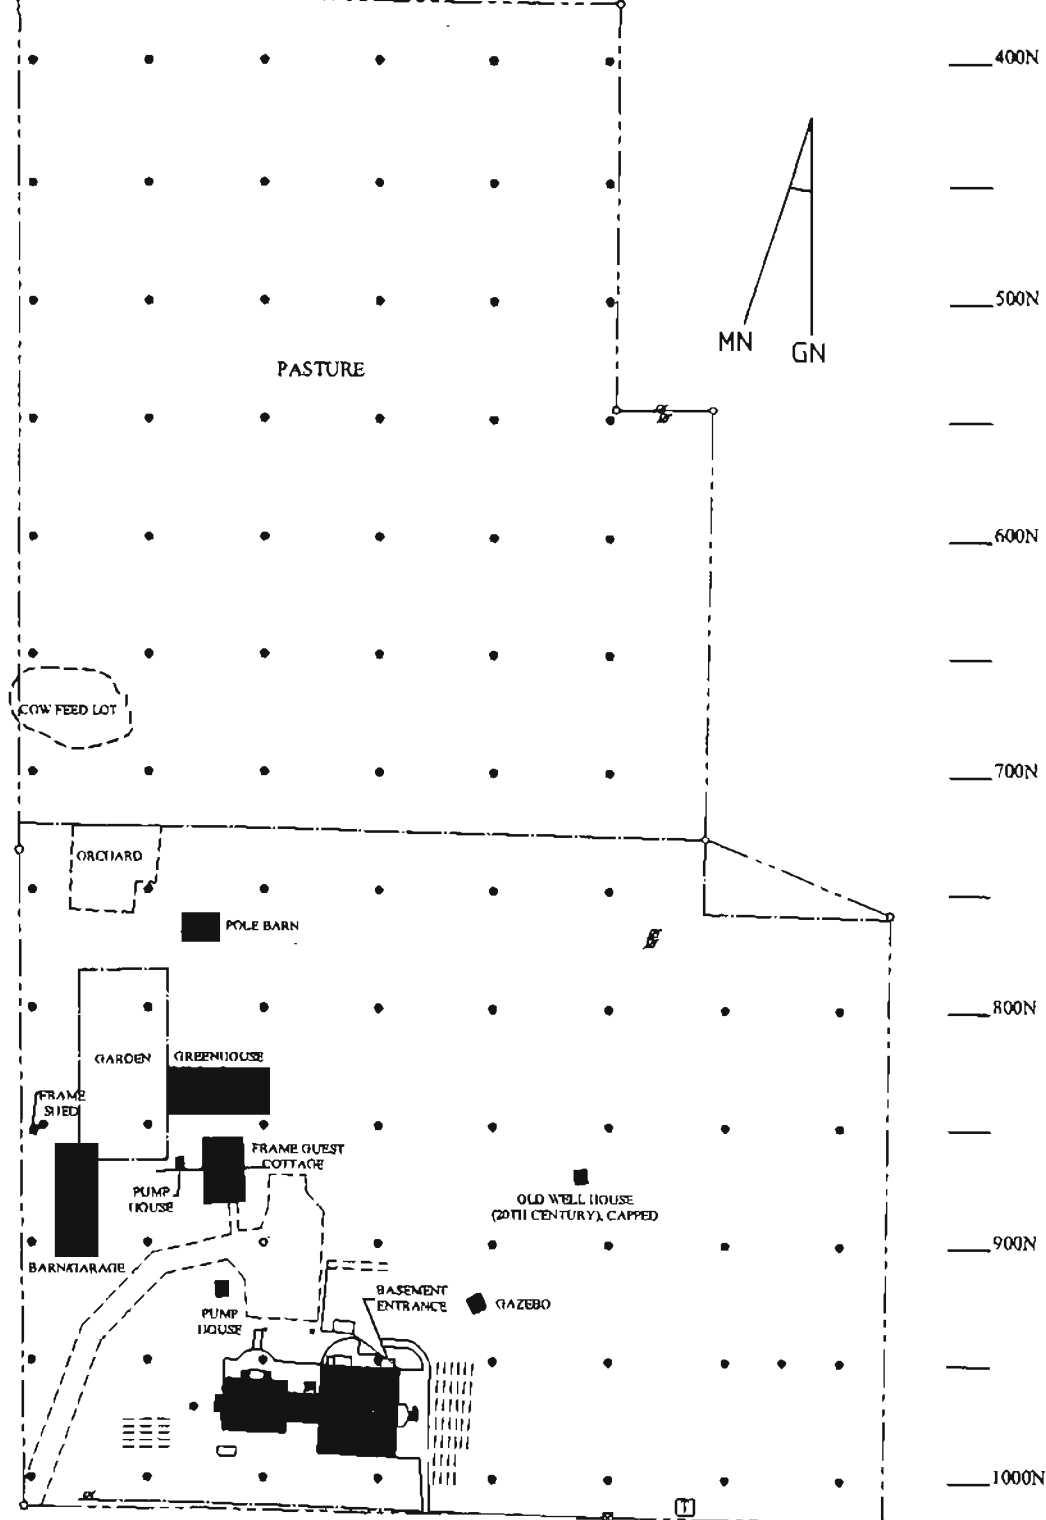 400N
500N
MN
GN
PASTURE
600N
COW FEED LOT
700N
ORCHARD
POLE BARN
800N
GARDEN
GREENHOUSE
FRAME
SHED
FRAME GUEST
COTTAGE
PUMP
HOUSE
OLD WELL HOUSE
(20TH CENTURY), CAPPED
900N
BARN/GARAGE
BASEMENT
ENTRANCE
GAZEBO
PUMP
HOUSE
1000N
T